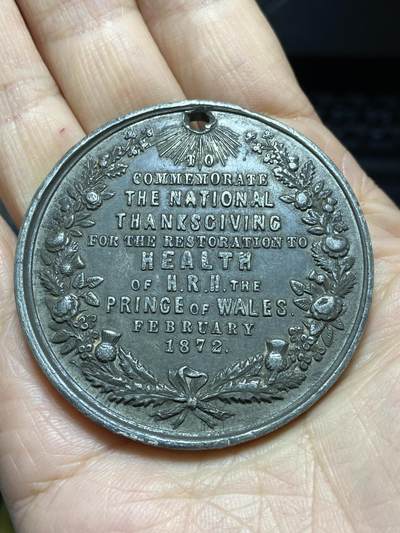 TO
COMMEMORATE
THE NATIONAL
THANKSGIVING
FOR THE RESTORATION TO
HEALTH
OF H.R.H. THE
PRINCE OF WALES.
FEBRUARY
1872.